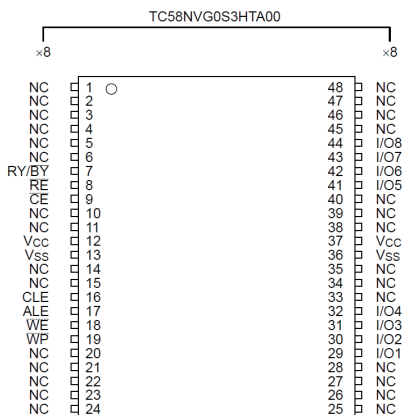 TC58NVG0S3HTA00
×8 ×8
NC 1 48 NC
NC 2 47 NC
NC 3 46 NC
NC 4 45 NC
NC 5 44 I/O8
NC 6 43 I/O7
RY/B̅Y̅ 7 42 I/O6
R̅E̅ 8 41 I/O5
C̅E̅ 9 40 NC
NC 10 39 NC
NC 11 38 NC
VCC 12 37 VCC
VSS 13 36 VSS
NC 14 35 NC
NC 15 34 NC
CLE 16 33 NC
ALE 17 32 I/O4
W̅E̅ 18 31 I/O3
W̅P̅ 19 30 I/O2
NC 20 29 I/O1
NC 21 28 NC
NC 22 27 NC
NC 23 26 NC
NC 24 25 NC